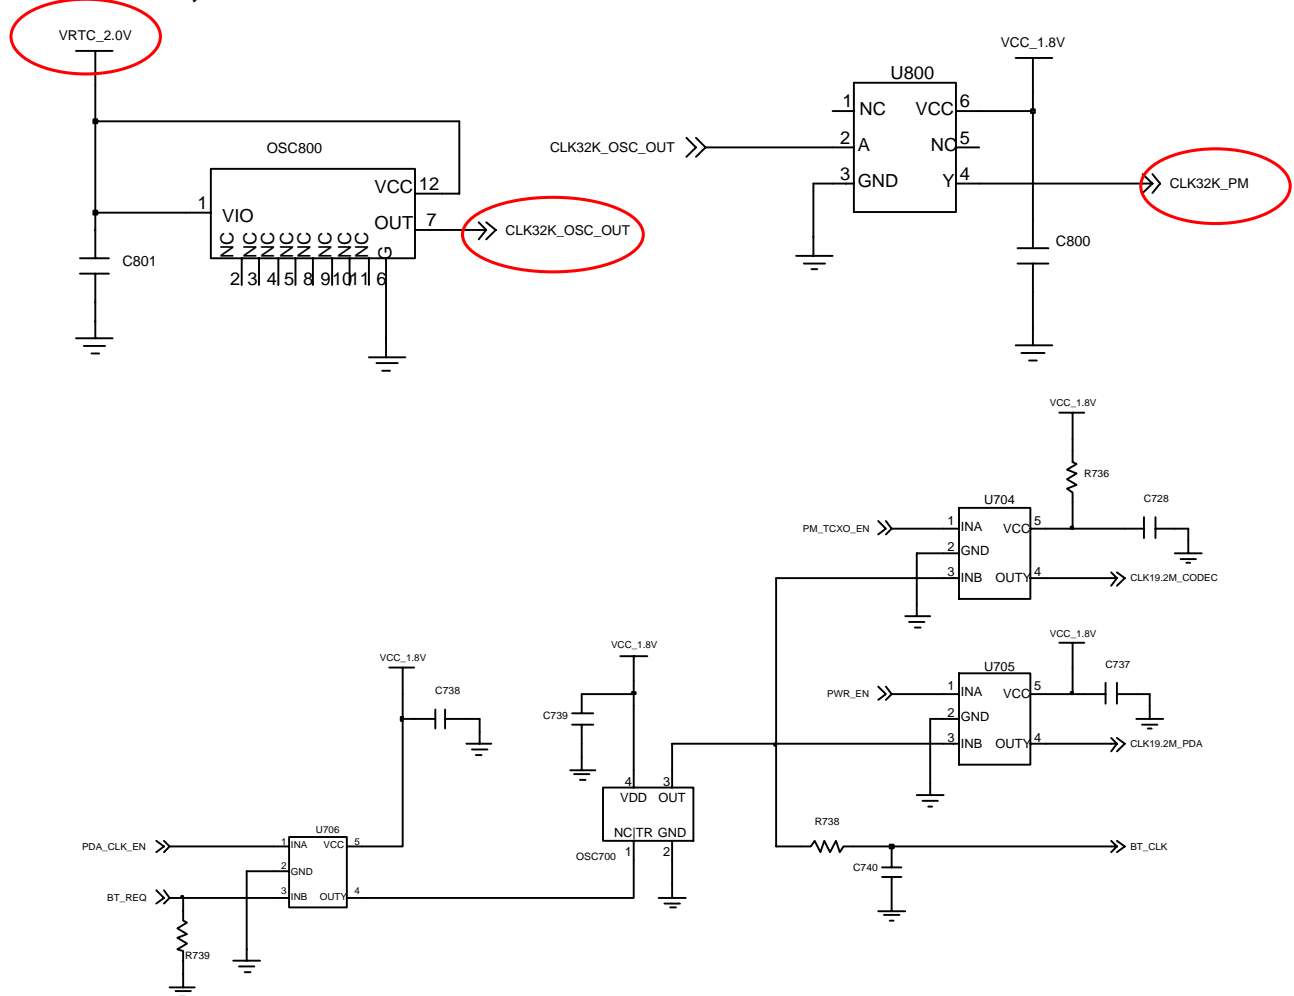 VRTC_2.0V
VCC_1.8V
U800
1 NC VCC 6
OSC800
CLK32K_OSC_OUT 2 A NC 5
VCC 12
3 GND Y 4 CLK32K_PM
1 VIO
OUT 7 CLK32K_OSC_OUT
NC NC NC NC NC NC NC NC G
C801
C800
2 3 4 5 8 9 10 11 6
VCC_1.8V
R736
U704
C728
PM_TCXO_EN 1 INA VCC 5
2 GND
3 INB OUTY 4 CLK19.2M_CODEC
VCC_1.8V
VCC_1.8V
VCC_1.8V
U705
C737
C738
PWR_EN 1 INA VCC 5
C739
2 GND
3 INB OUTY 4 CLK19.2M_PDA
4 3
VDD OUT
R738
U706
NC|TR GND
PDA_CLK_EN 1 INA VCC 5
OSC700 1 2
BT_CLK
2 GND
C740
BT_REQ 3 INB OUTY 4
R739